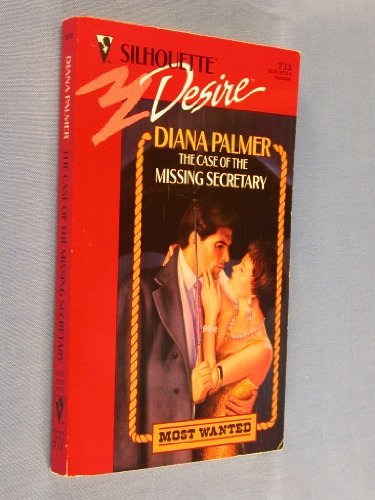 SILHOUETTE
Desire
733
DIANA PALMER
THE CASE OF THE
MISSING SECRETARY
MOST WANTED
DIANA PALMER THE CASE OF THE MISSING SECRETARY